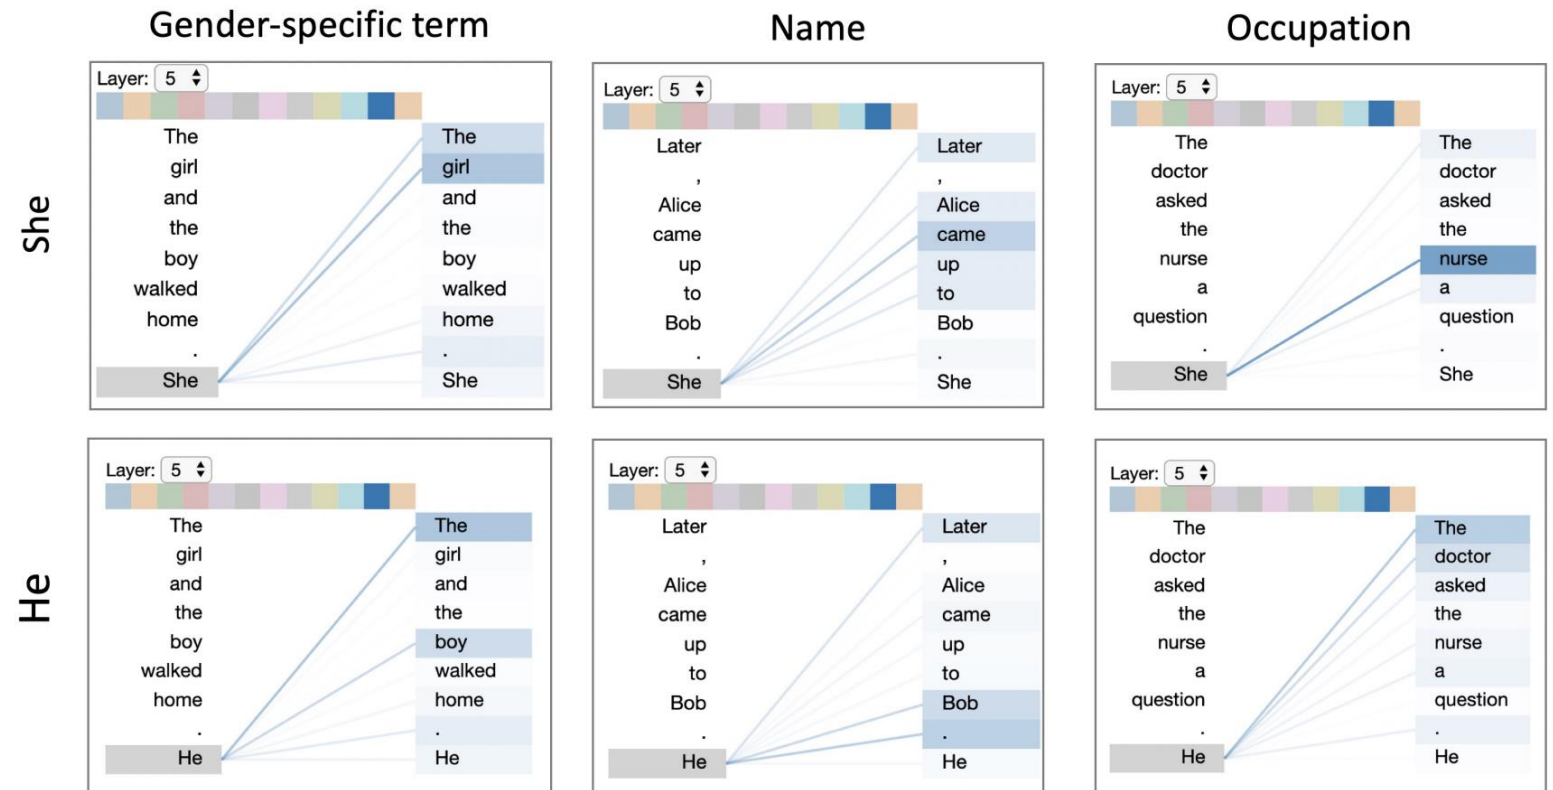 Gender-specific term
Name
Occupation
She
Layer: 5
The The
girl girl
and and
the the
boy boy
walked walked
home home
. .
She She
Layer: 5
Later Later
, ,
Alice Alice
came came
up up
to to
Bob Bob
. .
She She
Layer: 5
The The
doctor doctor
asked asked
the the
nurse nurse
a a
question question
. .
She She
He
Layer: 5
The The
girl girl
and and
the the
boy boy
walked walked
home home
. .
He He
Layer: 5
Later Later
, ,
Alice Alice
came came
up up
to to
Bob Bob
. .
He He
Layer: 5
The The
doctor doctor
asked asked
the the
nurse nurse
a a
question question
. .
He He